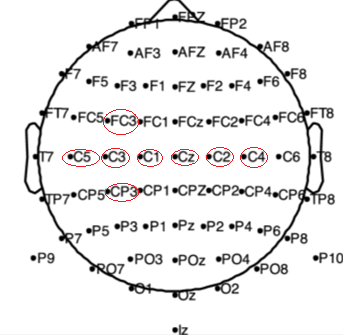 FP1 FPZ FP2
AF7 AF3 AFZ AF4 AF8
F7 F5 F3 F1 FZ F2 F4 F6 F8
FT7 FC5 FC3 FC1 FCz FC2 FC4 FC6 FT8
T7 C5 C3 C1 Cz C2 C4 C6 T8
TP7 CP5 CP3 CP1 CPZ CP2 CP4 CP6 TP8
P7 P5 P3 P1 Pz P2 P4 P6 P8
P9 PO7 PO3 POz PO4 PO8 P10
O1 Oz O2
Iz